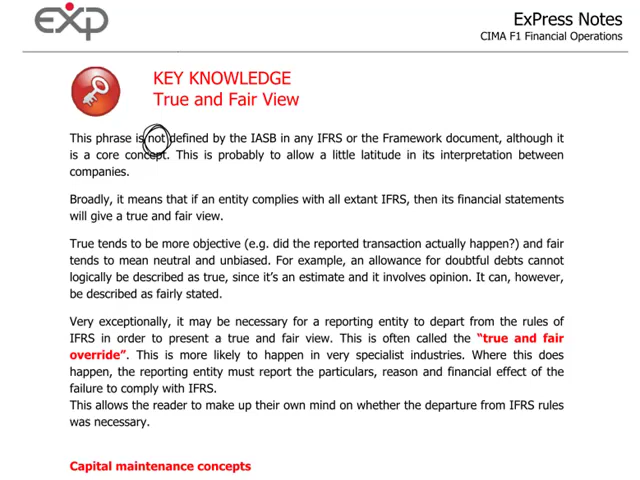 exp
ExPress Notes
CIMA F1 Financial Operations
KEY KNOWLEDGE
True and Fair View
This phrase is not defined by the IASB in any IFRS or the Framework document, although it
is a core concept. This is probably to allow a little latitude in its interpretation between
companies.
Broadly, it means that if an entity complies with all extant IFRS, then its financial statements
will give a true and fair view.
True tends to be more objective (e.g. did the reported transaction actually happen?) and fair
tends to mean neutral and unbiased. For example, an allowance for doubtful debts cannot
logically be described as true, since it's an estimate and it involves opinion. It can, however,
be described as fairly stated.
Very exceptionally, it may be necessary for a reporting entity to depart from the rules of
IFRS in order to present a true and fair view. This is often called the “true and fair
override”. This is more likely to happen in very specialist industries. Where this does
happen, the reporting entity must report the particulars, reason and financial effect of the
failure to comply with IFRS.
This allows the reader to make up their own mind on whether the departure from IFRS rules
was necessary.
Capital maintenance concepts